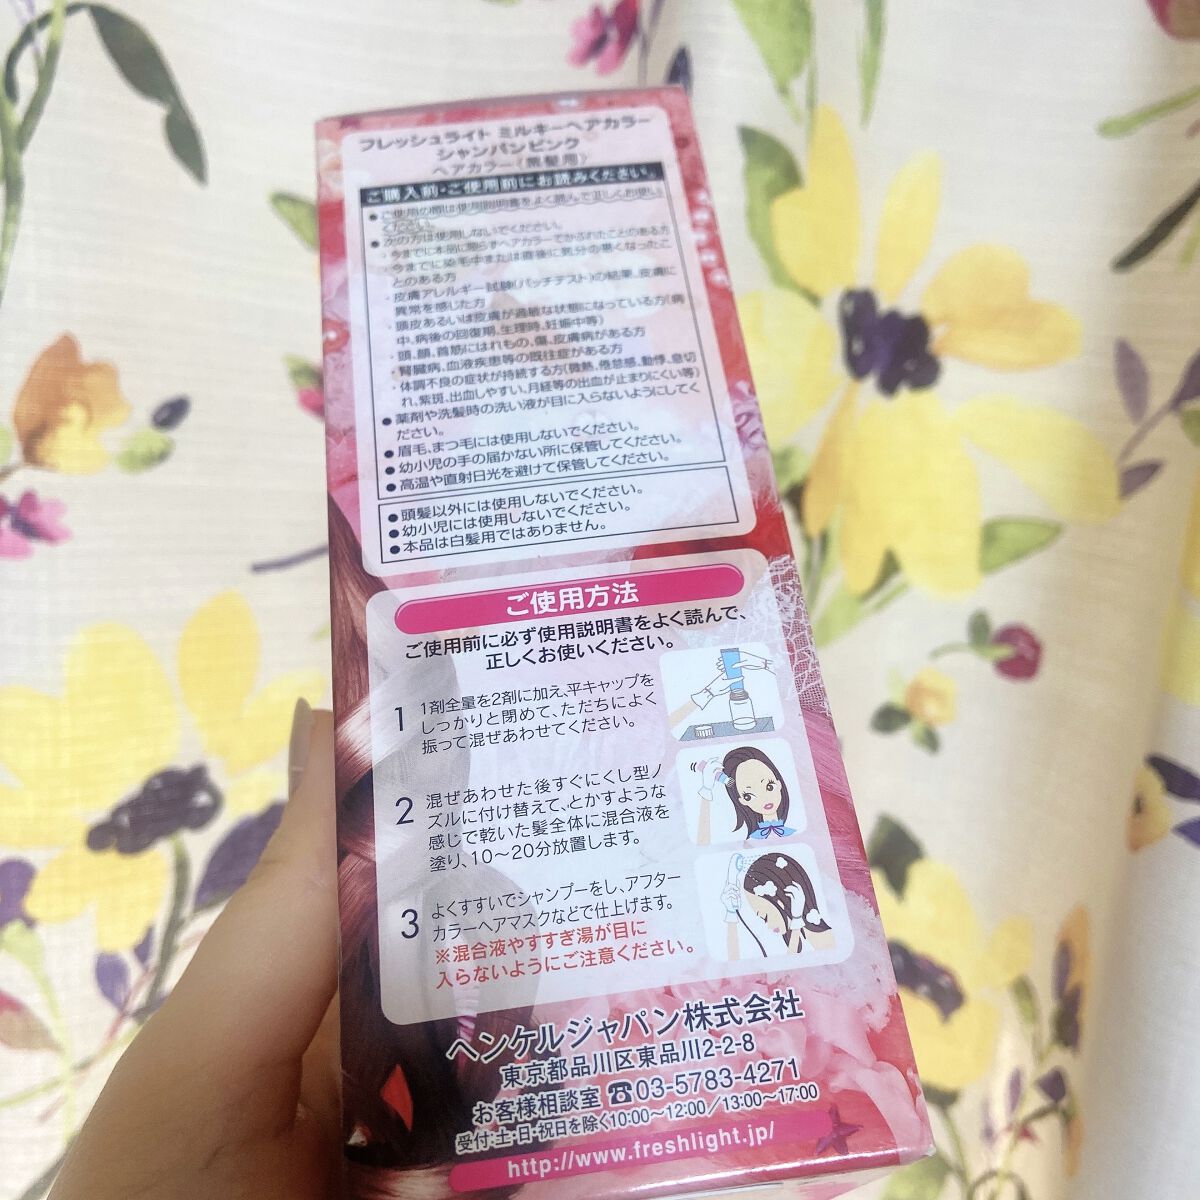 フレッシュライト ミルキーヘアカラー
シャンパンピンク
ヘアカラー（黒髪用）
ご購入前・ご使用前にお読みください。
●ご使用の際は使用説明書をよく読んで正しくお使い
ください。
●次の方は使用しないでください。
・今までに本品に限らずヘアカラーでかぶれたことのある方
・今までに染毛中または直後に気分の悪くなったこ
とのある方
・皮膚アレルギー試験（パッチテスト）の結果、皮膚に
異常を感じた方
・頭皮あるいは皮膚が過敏な状態になっている方（病
中、病後の回復期、生理時、妊娠中等）
・頭、顔、首筋にはれもの、傷、皮膚病がある方
・腎臓病、血液疾患等の既往症がある方
・体調不良の症状が持続する方（微熱、倦怠感、動悸、息切
れ、紫斑、出血しやすい、月経等の出血が止まりにくい等）
●薬剤や洗髪時の洗い液が目に入らないようにしてく
ださい。
●眉毛、まつ毛には使用しないでください。
●幼小児の手の届かない所に保管してください。
●高温や直射日光を避けて保管してください。
●頭髪以外には使用しないでください。
●幼小児には使用しないでください。
●本品は白髪用ではありません。
ご使用方法
ご使用前に必ず使用説明書をよく読んで、
正しくお使いください。
1 1剤全量を2剤に加え、平キャップを
しっかりと閉めて、ただちによく
振って混ぜあわせてください。
2 混ぜあわせた後すぐにくし型ノ
ズルに付け替えて、とかすような
感じで乾いた髪全体に混合液を
塗り、10〜20分放置します。
3 よくすすいでシャンプーをし、アフター
カラーヘアマスクなどで仕上げます。
※混合液やすすぎ湯が目に
入らないようにご注意ください。
ヘンケルジャパン株式会社
東京都品川区東品川2-2-8
お客様相談室 ☎03-5783-4271
受付:土・日・祝日を除く10:00〜12:00／13:00〜17:00
http://www.freshlight.jp/